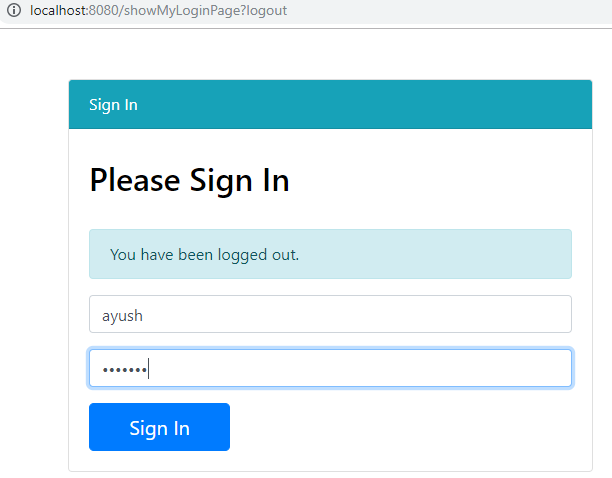 localhost:8080/showMyLoginPage?logout
Sign In
Please Sign In
You have been logged out.
ayush
•••••••
Sign In